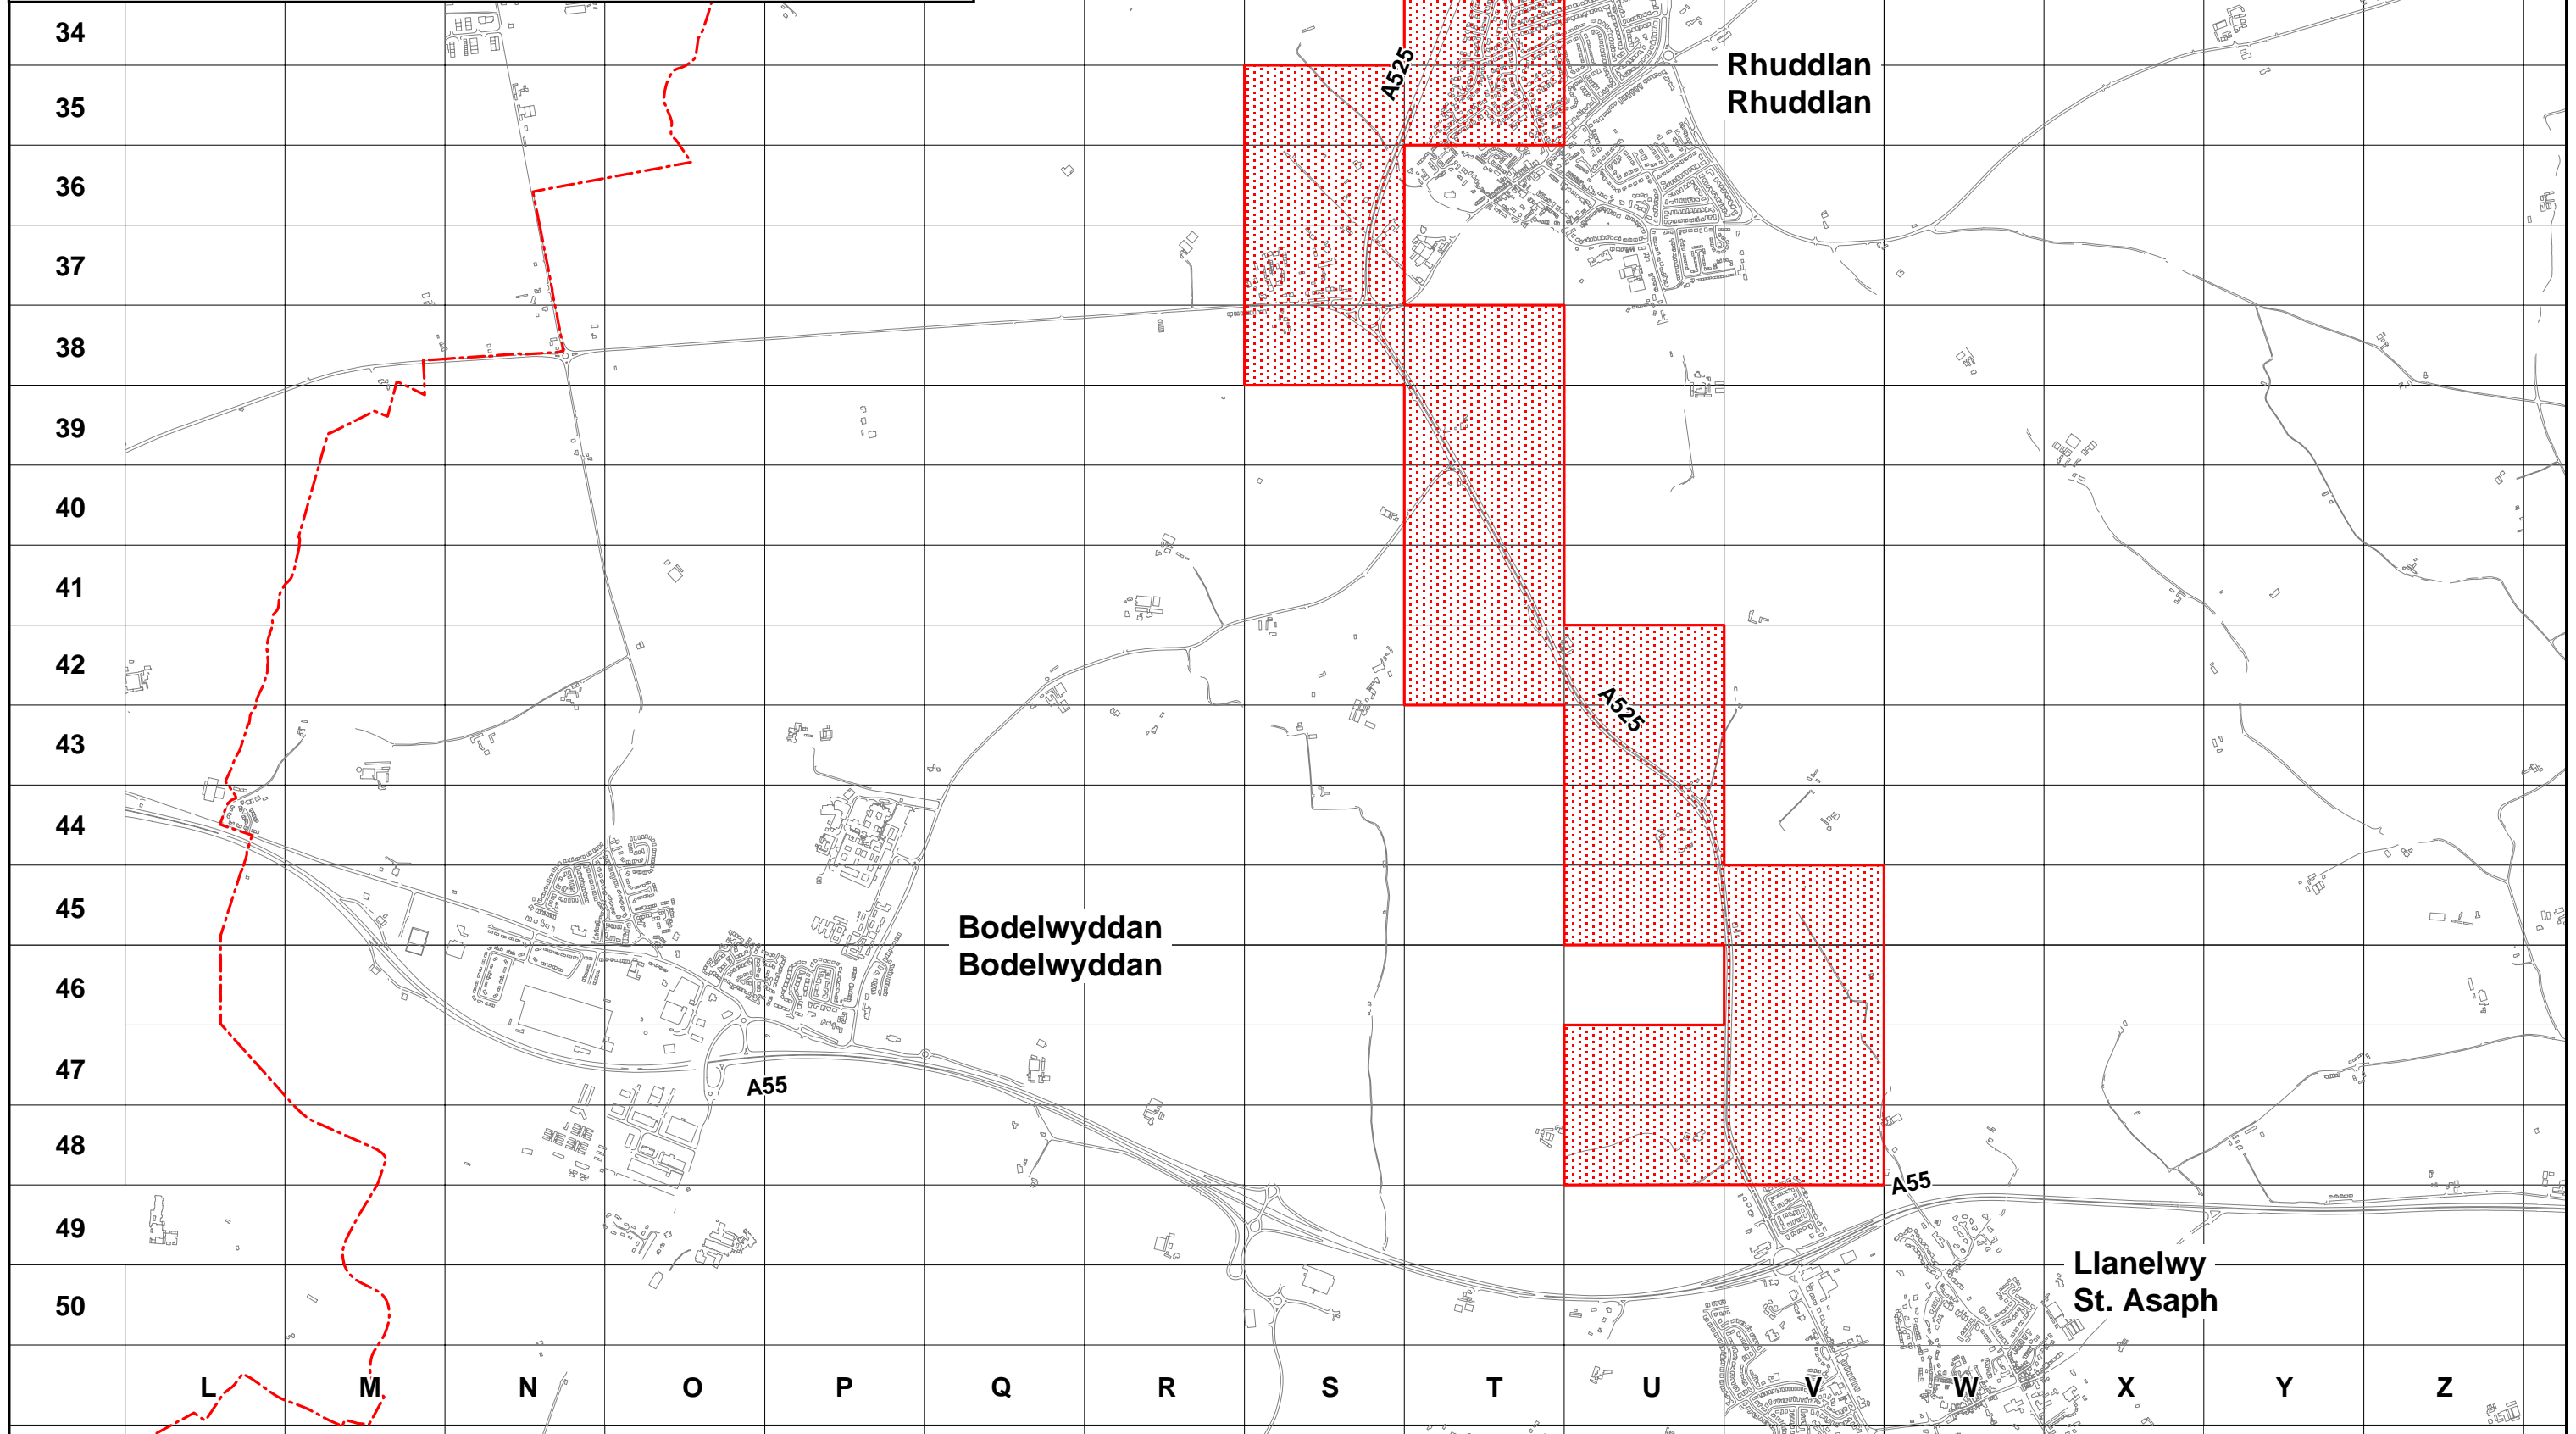 34
35
36
37
38
39
40
41
42
43
44
45
46
47
48
49
50
A525
Rhuddlan
Rhuddlan
A525
Bodelwyddan
Bodelwyddan
A55
A55
Llanelwy
St. Asaph
L M N O P Q R S T U V W X Y Z